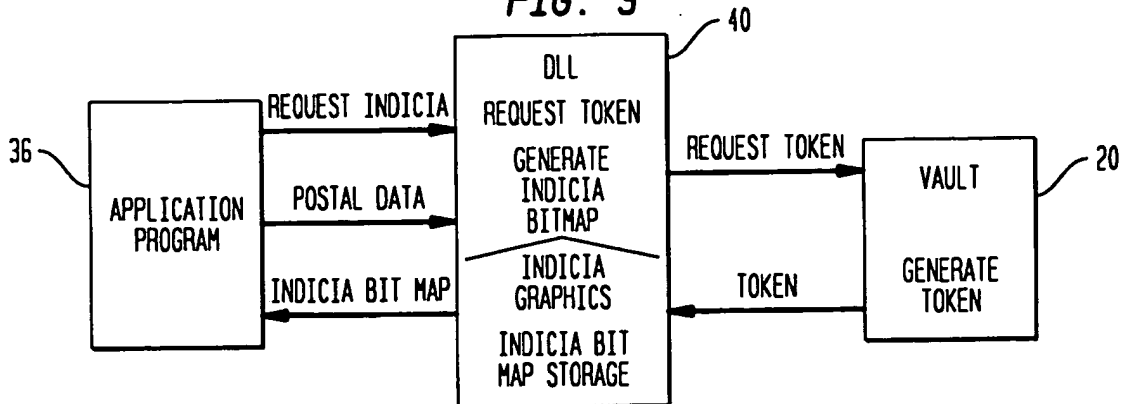 FIG. 3
40
DLL
REQUEST TOKEN
GENERATE
INDICIA
BITMAP
INDICIA
GRAPHICS
INDICIA BIT
MAP STORAGE
36
APPLICATION
PROGRAM
REQUEST INDICIA
POSTAL DATA
INDICIA BIT MAP
REQUEST TOKEN
TOKEN
20
VAULT
GENERATE
TOKEN